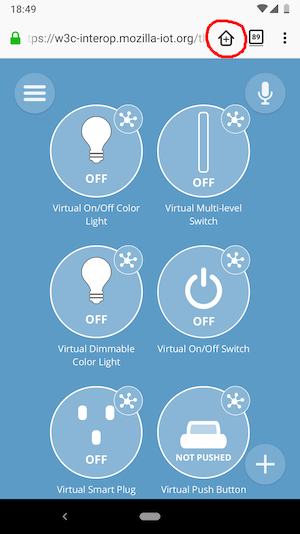 18:49
tps://w3c-interop.mozilla-iot.org/tl
89
OFF
OFF
Virtual On/Off Color
Light
Virtual Multi-level
Switch
OFF
OFF
Virtual Dimmable
Color Light
Virtual On/Off Switch
OFF
NOT PUSHED
Virtual Smart Plug
Virtual Push Button